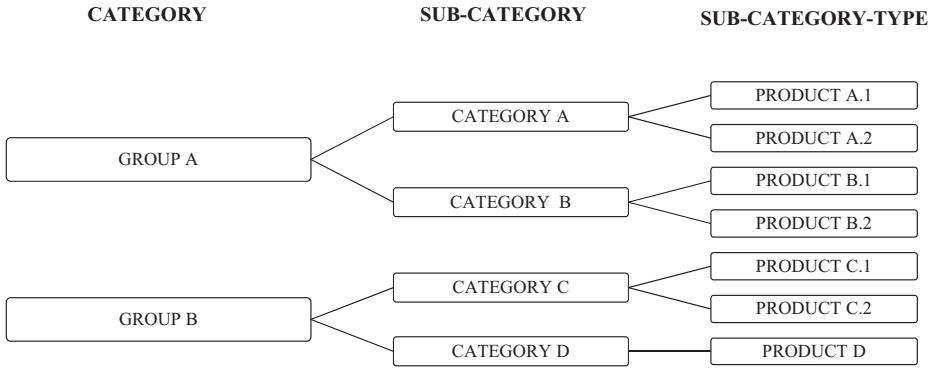 CATEGORY SUB-CATEGORY SUB-CATEGORY-TYPE
PRODUCT A.1
CATEGORY A
PRODUCT A.2
GROUP A
PRODUCT B.1
CATEGORY B
PRODUCT B.2
PRODUCT C.1
CATEGORY C
PRODUCT C.2
GROUP B
CATEGORY D PRODUCT D